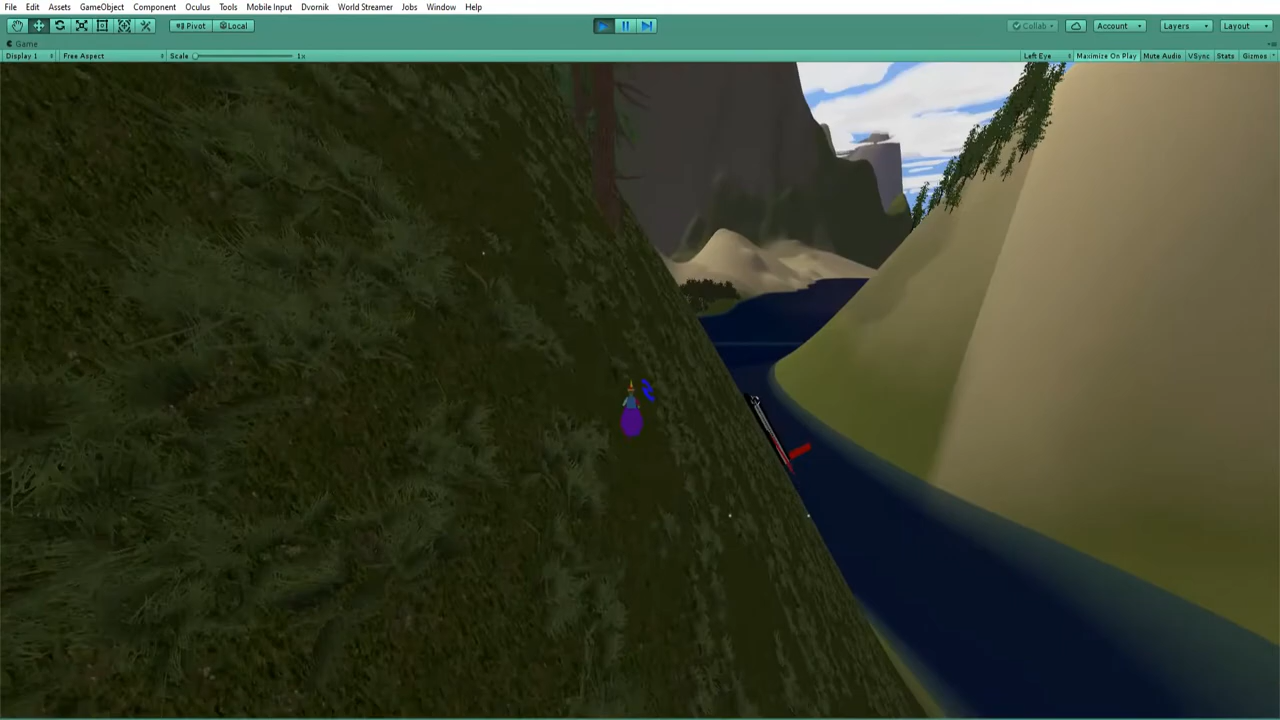 File Edit Assets GameObject Component Oculus Tools Mobile Input Dvornik World Streamer Jobs Window Help
Pivot Local Collab Account Layers Layout
Game
Display 1 Free Aspect Scale 1x Left Eye Maximize On Play Mute Audio VSync Stats Gizmos